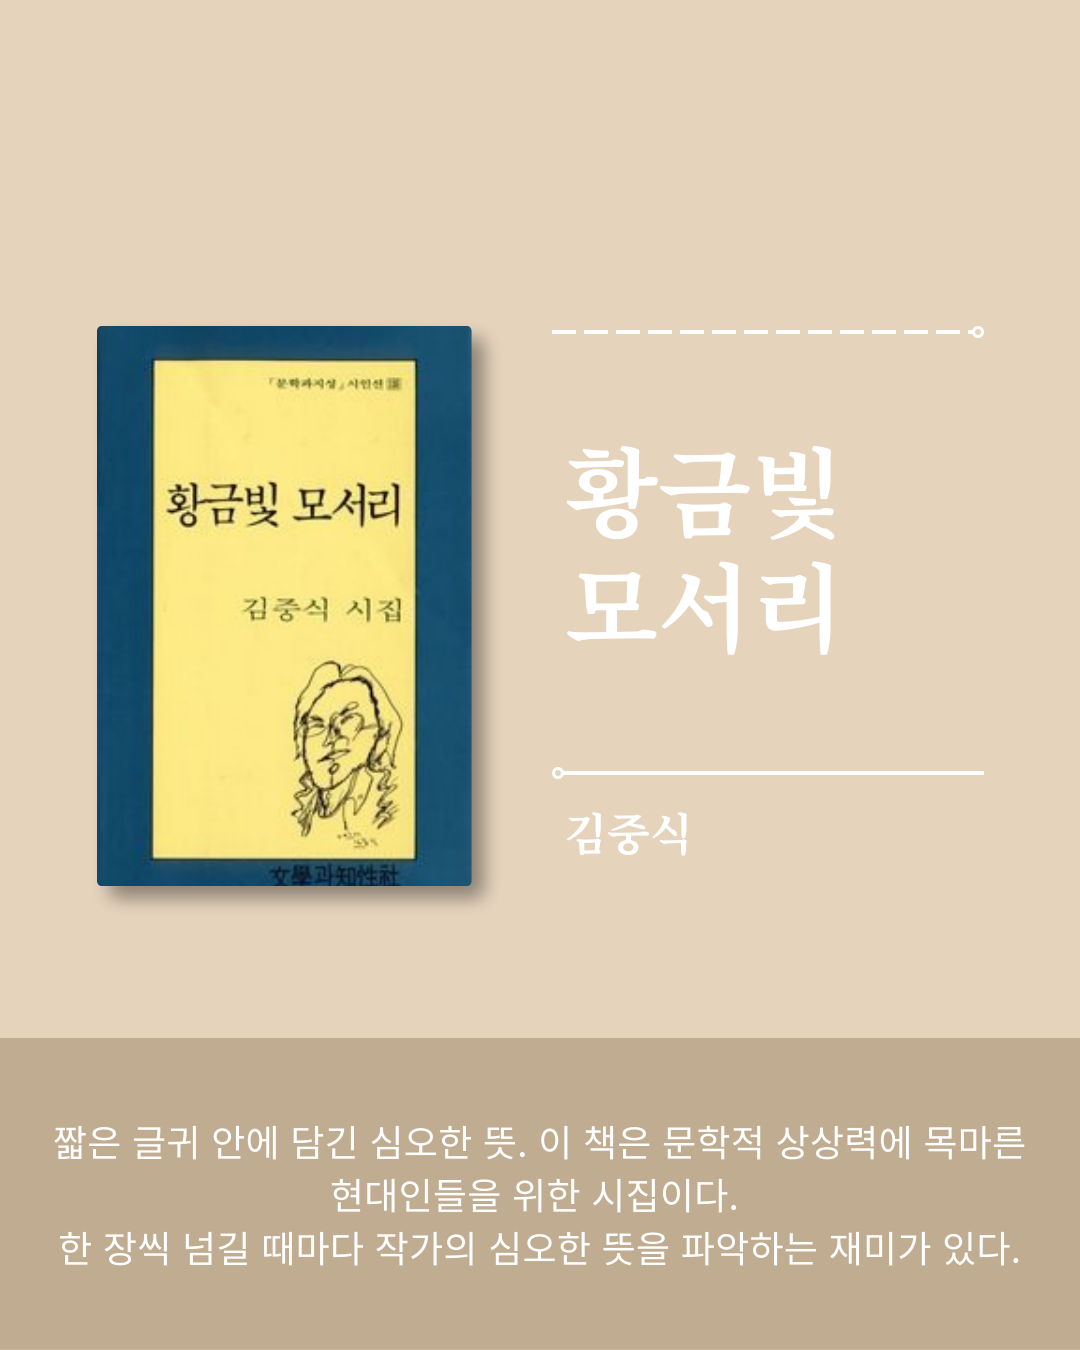 「문학과지성」시인선
황금빛 모서리
김중식 시집
文學과知性社
황금빛
모서리
김중식
짧은 글귀 안에 담긴 심오한 뜻. 이 책은 문학적 상상력에 목마른
현대인들을 위한 시집이다.
한 장씩 넘길 때마다 작가의 심오한 뜻을 파악하는 재미가 있다.